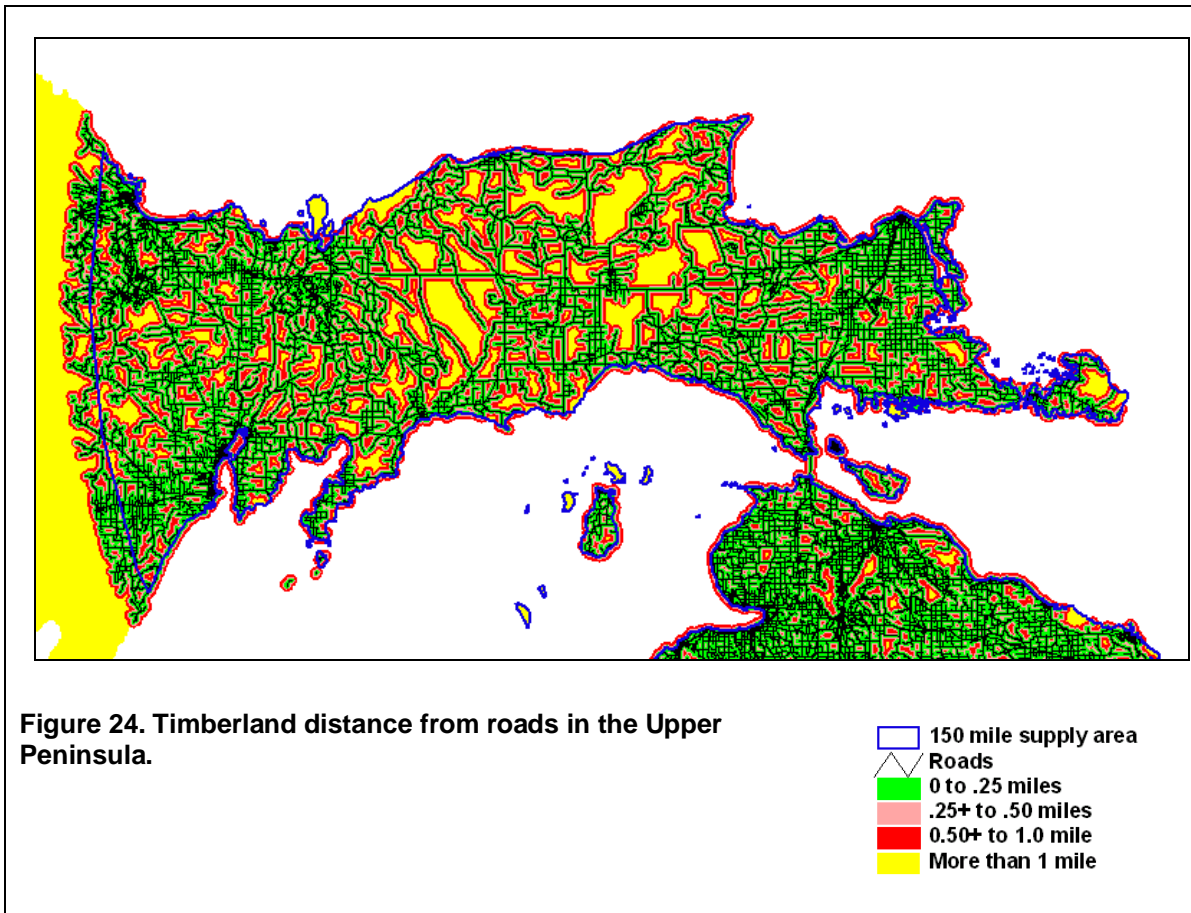 Figure 24. Timberland distance from roads in the Upper
Peninsula.
150 mile supply area
Roads
0 to .25 miles
.25+ to .50 miles
0.50+ to 1.0 mile
More than 1 mile